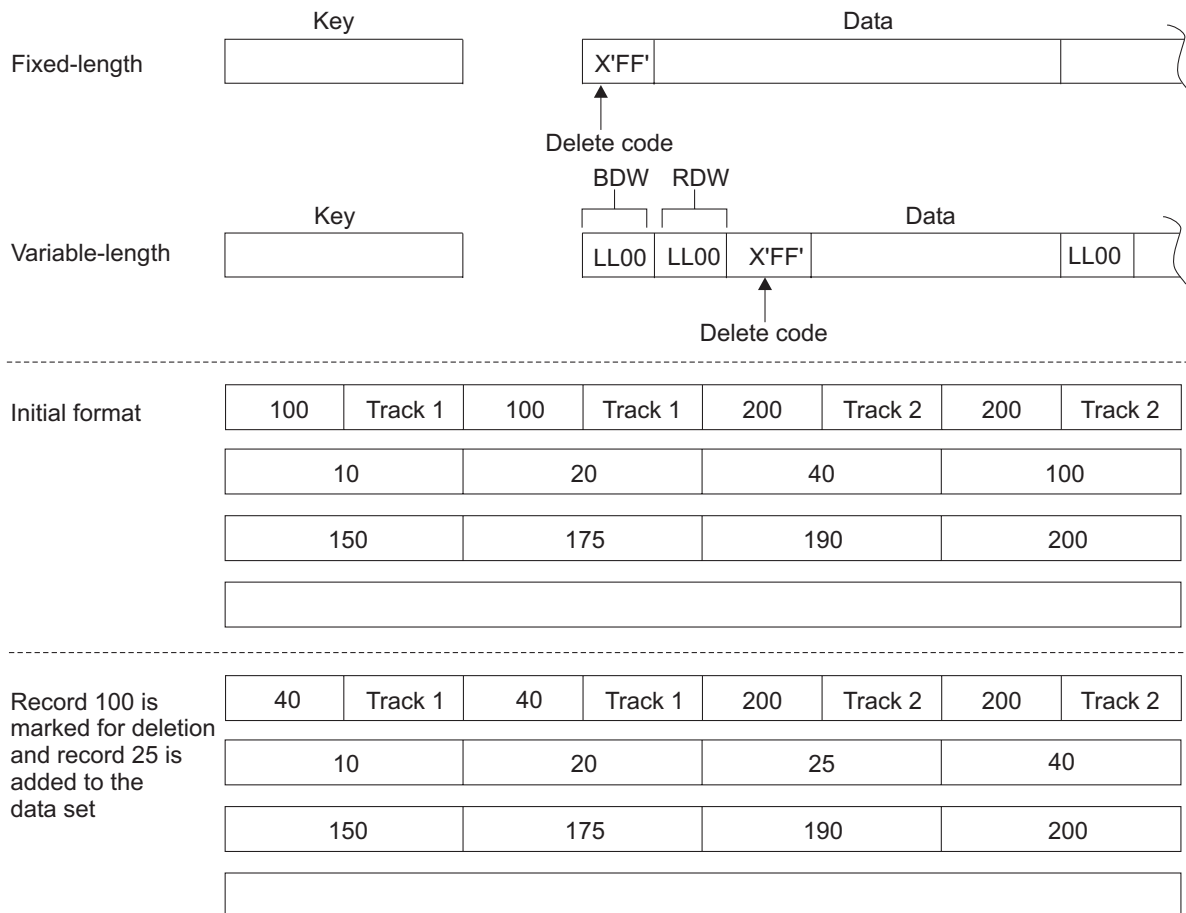 Key Data
Fixed-length X'FF'
Delete code
BDW RDW
Key Data
Variable-length LL00 LL00 X'FF' LL00
Delete code
Initial format 100 Track 1 100 Track 1 200 Track 2 200 Track 2
10 20 40 100
150 175 190 200
Record 100 is
marked for deletion
and record 25 is
added to the
data set
40 Track 1 40 Track 1 200 Track 2 200 Track 2
10 20 25 40
150 175 190 200